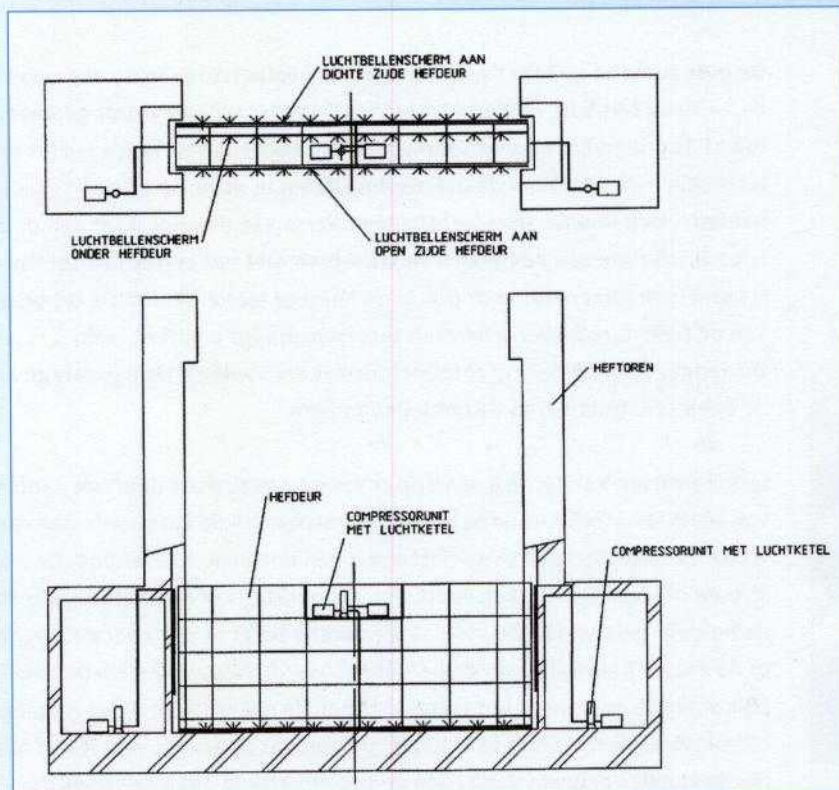 LUCHTBELLENSCHERM AAN
DICHTE ZIJDE HEFDEUR
LUCHTBELLENSCHERM
ONDER HEFDEUR
LUCHTBELLENSCHERM AAN
OPEN ZIJDE HEFDEUR
HEFTOREN
HEFDEUR
COMPRESSORUNIT
MET LUCHTKETEL
COMPRESSORUNIT MET LUCHTKETEL